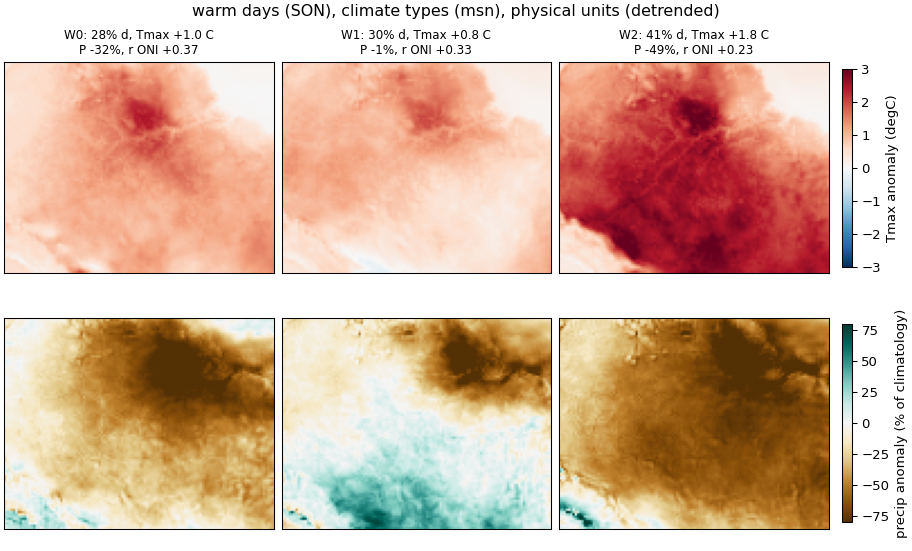 warm days (SON), climate types (msn), physical units (detrended)
W0: 28% d, Tmax +1.0 C
P -32%, r ONI +0.37
W1: 30% d, Tmax +0.8 C
P -1%, r ONI +0.33
W2: 41% d, Tmax +1.8 C
P -49%, r ONI +0.23
3
2
1
0
−1
−2
−3
Tmax anomaly (degC)
75
50
25
0
−25
−50
−75
precip anomaly (% of climatology)